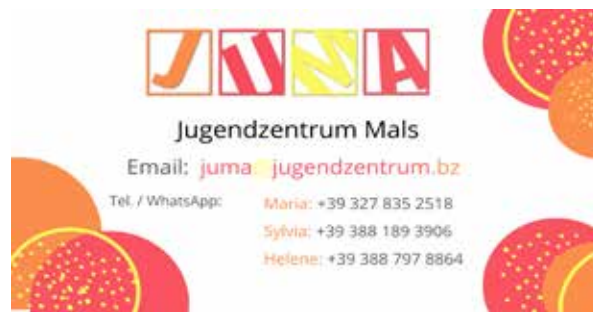 JUMA
Jugendzentrum Mals
Email: juma@jugendzentrum.bz
Tel. / WhatsApp: Maria: +39 327 835 2518
Sylvia: +39 388 189 3906
Helene: +39 388 797 8864